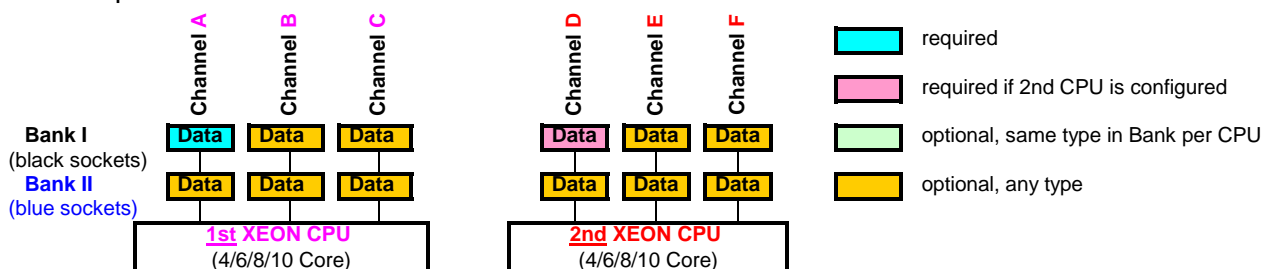 Channel A
Channel B
Channel C
Channel D
Channel E
Channel F
required
required if 2nd CPU is configured
optional, same type in Bank per CPU
optional, any type
Bank I
(black sockets)
Data Data Data Data Data Data
Bank II
(blue sockets)
Data Data Data Data Data Data
1st XEON CPU
(4/6/8/10 Core)
2nd XEON CPU
(4/6/8/10 Core)